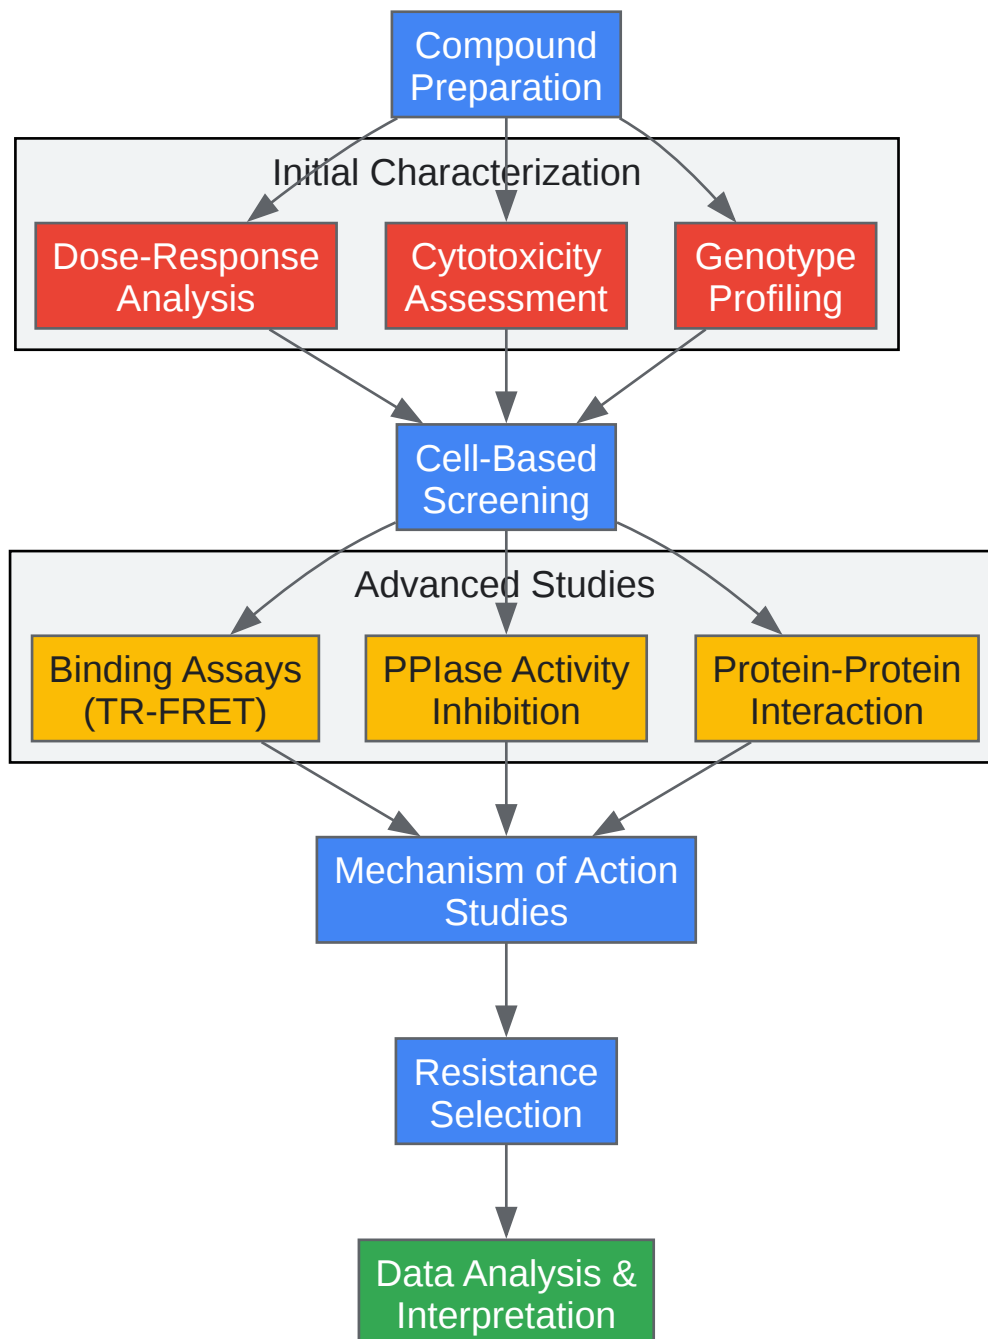 Compound
Preparation
Initial Characterization
Dose-Response
Analysis
Cytotoxicity
Assessment
Genotype
Profiling
Cell-Based
Screening
Advanced Studies
Binding Assays
(TR-FRET)
PPIase Activity
Inhibition
Protein-Protein
Interaction
Mechanism of Action
Studies
Resistance
Selection
Data Analysis &
Interpretation